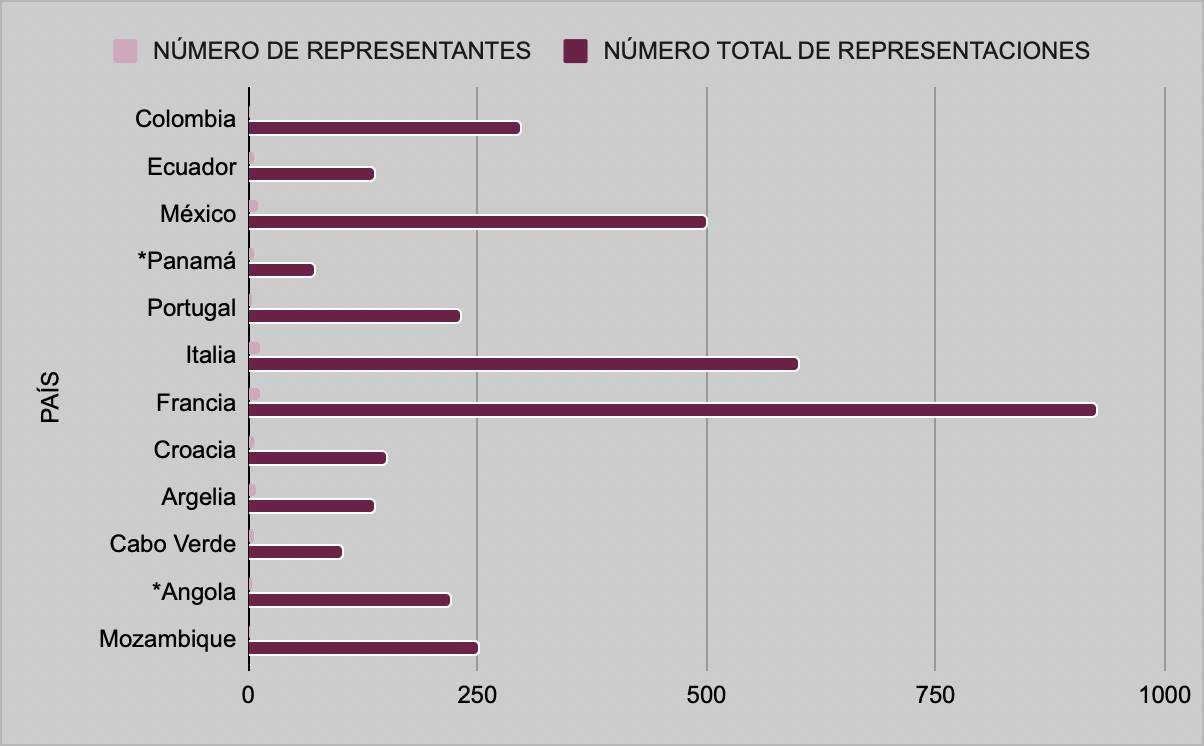 NÚMERO DE REPRESENTANTES NÚMERO TOTAL DE REPRESENTACIONES
Colombia
Ecuador
México
*Panamá
Portugal
Italia
Francia
Croacia
Argelia
Cabo Verde
*Angola
Mozambique
PAÍS
0 250 500 750 1000